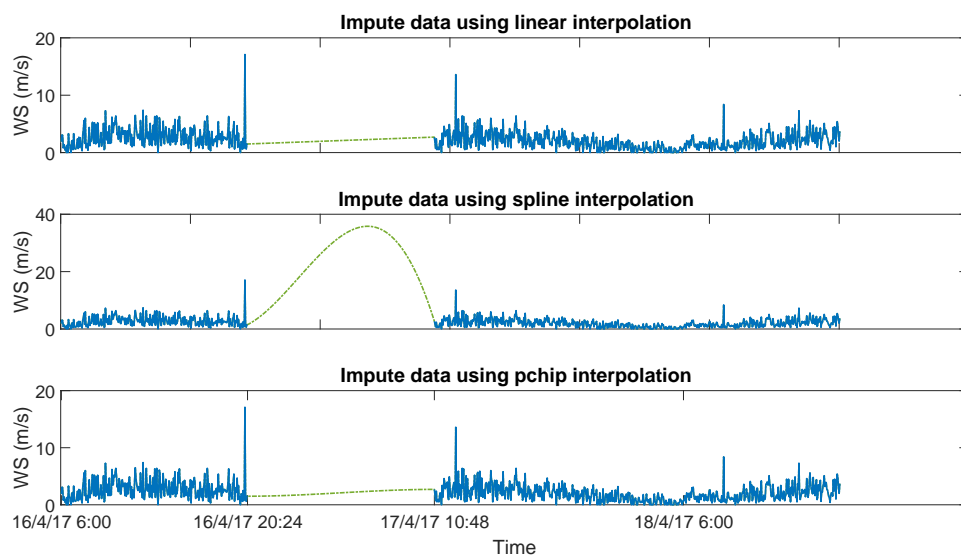 Impute data using linear interpolation
20
10
0
WS (m/s)
Impute data using spline interpolation
40
20
0
WS (m/s)
Impute data using pchip interpolation
20
10
0
WS (m/s)
16/4/17 6:00 16/4/17 20:24 17/4/17 10:48 18/4/17 6:00
Time